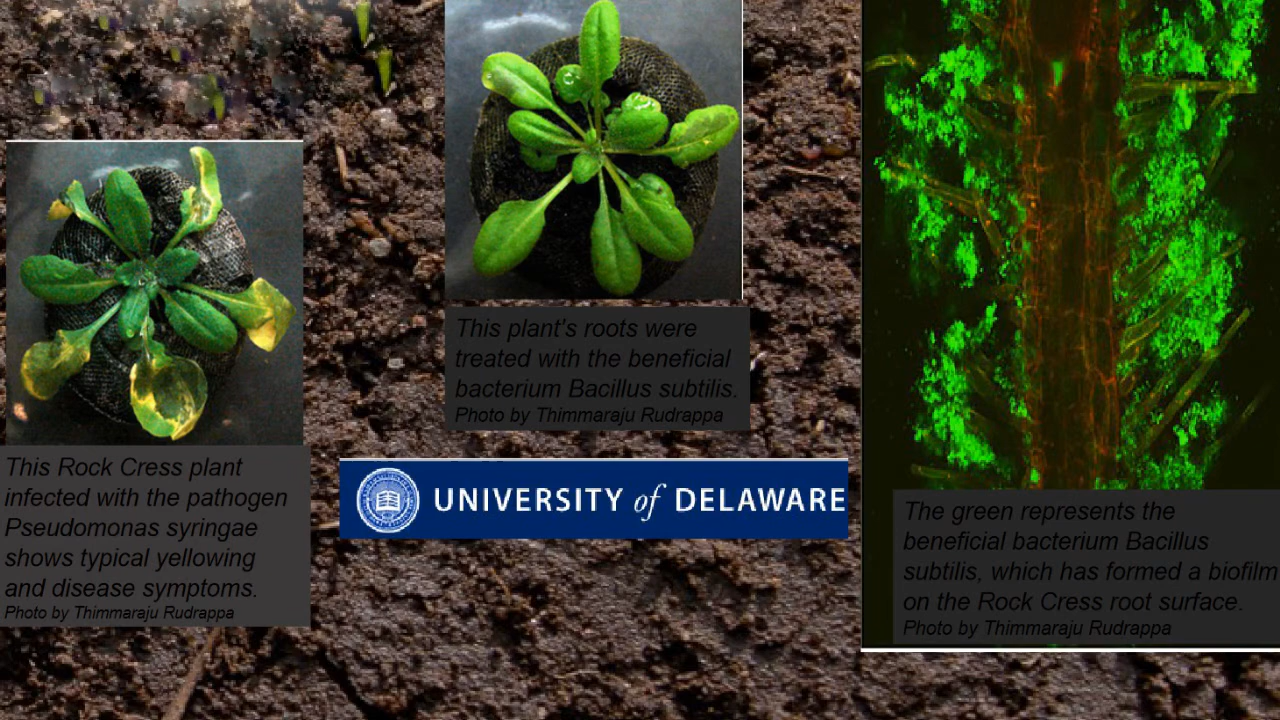 This plant's roots were
treated with the beneficial
bacterium Bacillus subtilis.
Photo by Thimmaraju Rudrappa
This Rock Cress plant
infected with the pathogen
Pseudomonas syringae
shows typical yellowing
and disease symptoms.
Photo by Thimmaraju Rudrappa
UNIVERSITY of DELAWARE
The green represents the
beneficial bacterium Bacillus
subtilis, which has formed a biofilm
on the Rock Cress root surface.
Photo by Thimmaraju Rudrappa